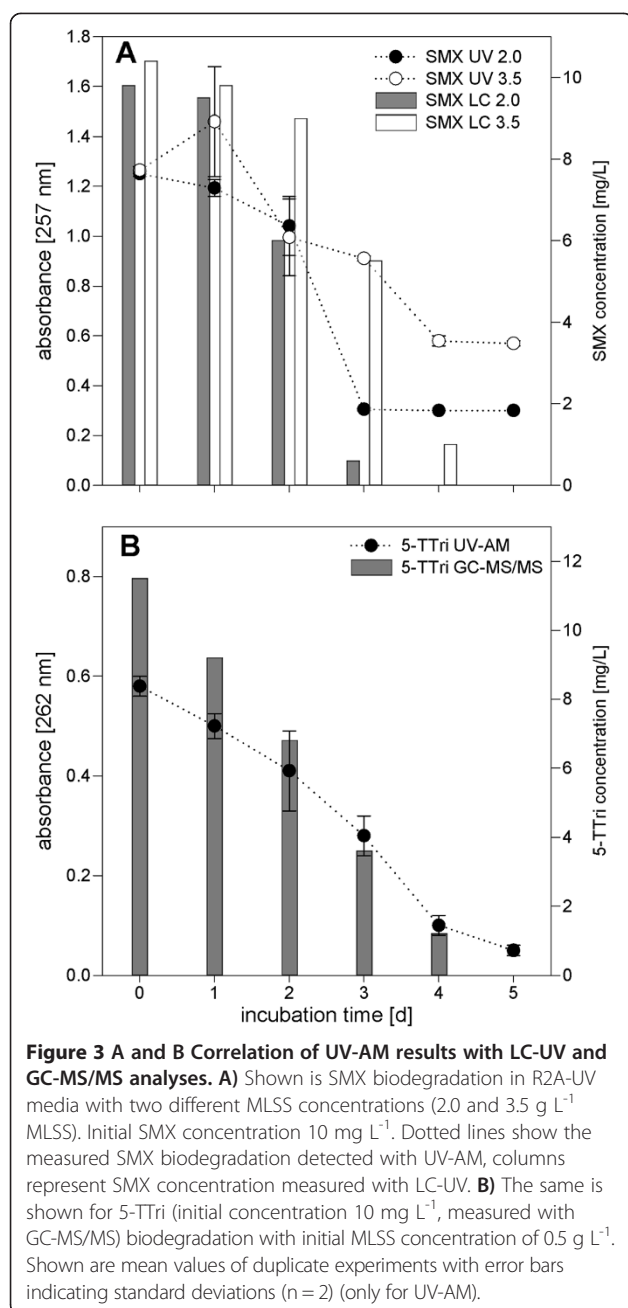 A
SMX UV 2.0
SMX UV 3.5
SMX LC 2.0
SMX LC 3.5
absorbance [257 nm]
1.8
1.6
1.4
1.2
1.0
0.8
0.6
0.4
0.2
0.0
10
8
6
4
2
0
SMX concentration [mg/L]
B
5-TTri UV-AM
5-TTri GC-MS/MS
absorbance [262 nm]
0.8
0.6
0.4
0.2
0.0
12
10
8
6
4
2
0
5-TTri concentration [mg/L]
0 1 2 3 4 5
incubation time [d]
Figure 3 A and B Correlation of UV-AM results with LC-UV and
GC-MS/MS analyses. A) Shown is SMX biodegradation in R2A-UV
media with two different MLSS concentrations (2.0 and 3.5 g L⁻¹
MLSS). Initial SMX concentration 10 mg L⁻¹. Dotted lines show the
measured SMX biodegradation detected with UV-AM, columns
represent SMX concentration measured with LC-UV. B) The same is
shown for 5-TTri (initial concentration 10 mg L⁻¹, measured with
GC-MS/MS) biodegradation with initial MLSS concentration of 0.5 g L⁻¹.
Shown are mean values of duplicate experiments with error bars
indicating standard deviations (n = 2) (only for UV-AM).